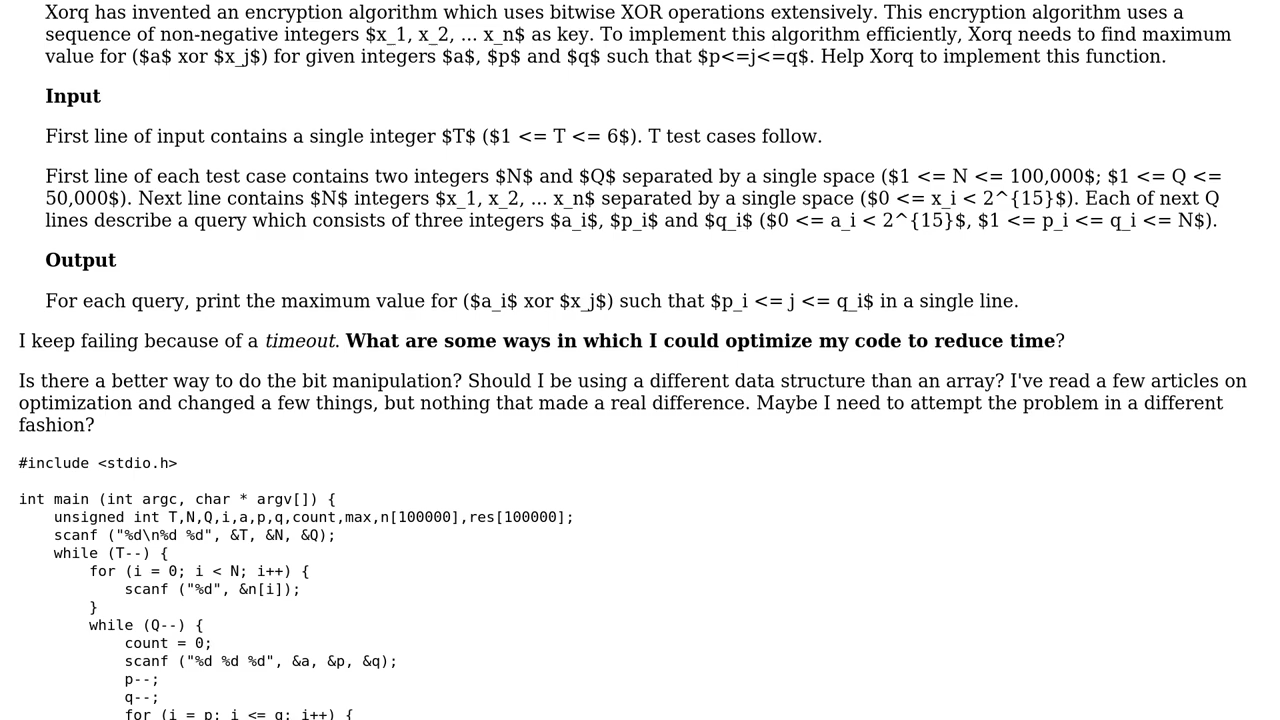 Xorq has invented an encryption algorithm which uses bitwise XOR operations extensively. This encryption algorithm uses a
sequence of non-negative integers $x_1, x_2, ... x_n$ as key. To implement this algorithm efficiently, Xorq needs to find maximum
value for ($a$ xor $x_j$) for given integers $a$, $p$ and $q$ such that $p<=j<=q$. Help Xorq to implement this function.
Input
First line of input contains a single integer $T$ ($1 <= T <= 6$). T test cases follow.
First line of each test case contains two integers $N$ and $Q$ separated by a single space ($1 <= N <= 100,000$; $1 <= Q <=
50,000$). Next line contains $N$ integers $x_1, x_2, ... x_n$ separated by a single space ($0 <= x_i < 2^{15}$). Each of next Q
lines describe a query which consists of three integers $a_i$, $p_i$ and $q_i$ ($0 <= a_i < 2^{15}$, $1 <= p_i <= q_i <= N$).
Output
For each query, print the maximum value for ($a_i$ xor $x_j$) such that $p_i <= j <= q_i$ in a single line.
I keep failing because of a timeout. What are some ways in which I could optimize my code to reduce time?
Is there a better way to do the bit manipulation? Should I be using a different data structure than an array? I've read a few articles on
optimization and changed a few things, but nothing that made a real difference. Maybe I need to attempt the problem in a different
fashion?
#include <stdio.h>
int main (int argc, char * argv[]) {
    unsigned int T,N,Q,i,a,p,q,count,max,n[100000],res[100000];
    scanf ("%d\n%d %d", &T, &N, &Q);
    while (T--) {
        for (i = 0; i < N; i++) {
            scanf ("%d", &n[i]);
        }
        while (Q--) {
            count = 0;
            scanf ("%d %d %d", &a, &p, &q);
            p--;
            q--;
            for (i = p; i <= q; i++) {